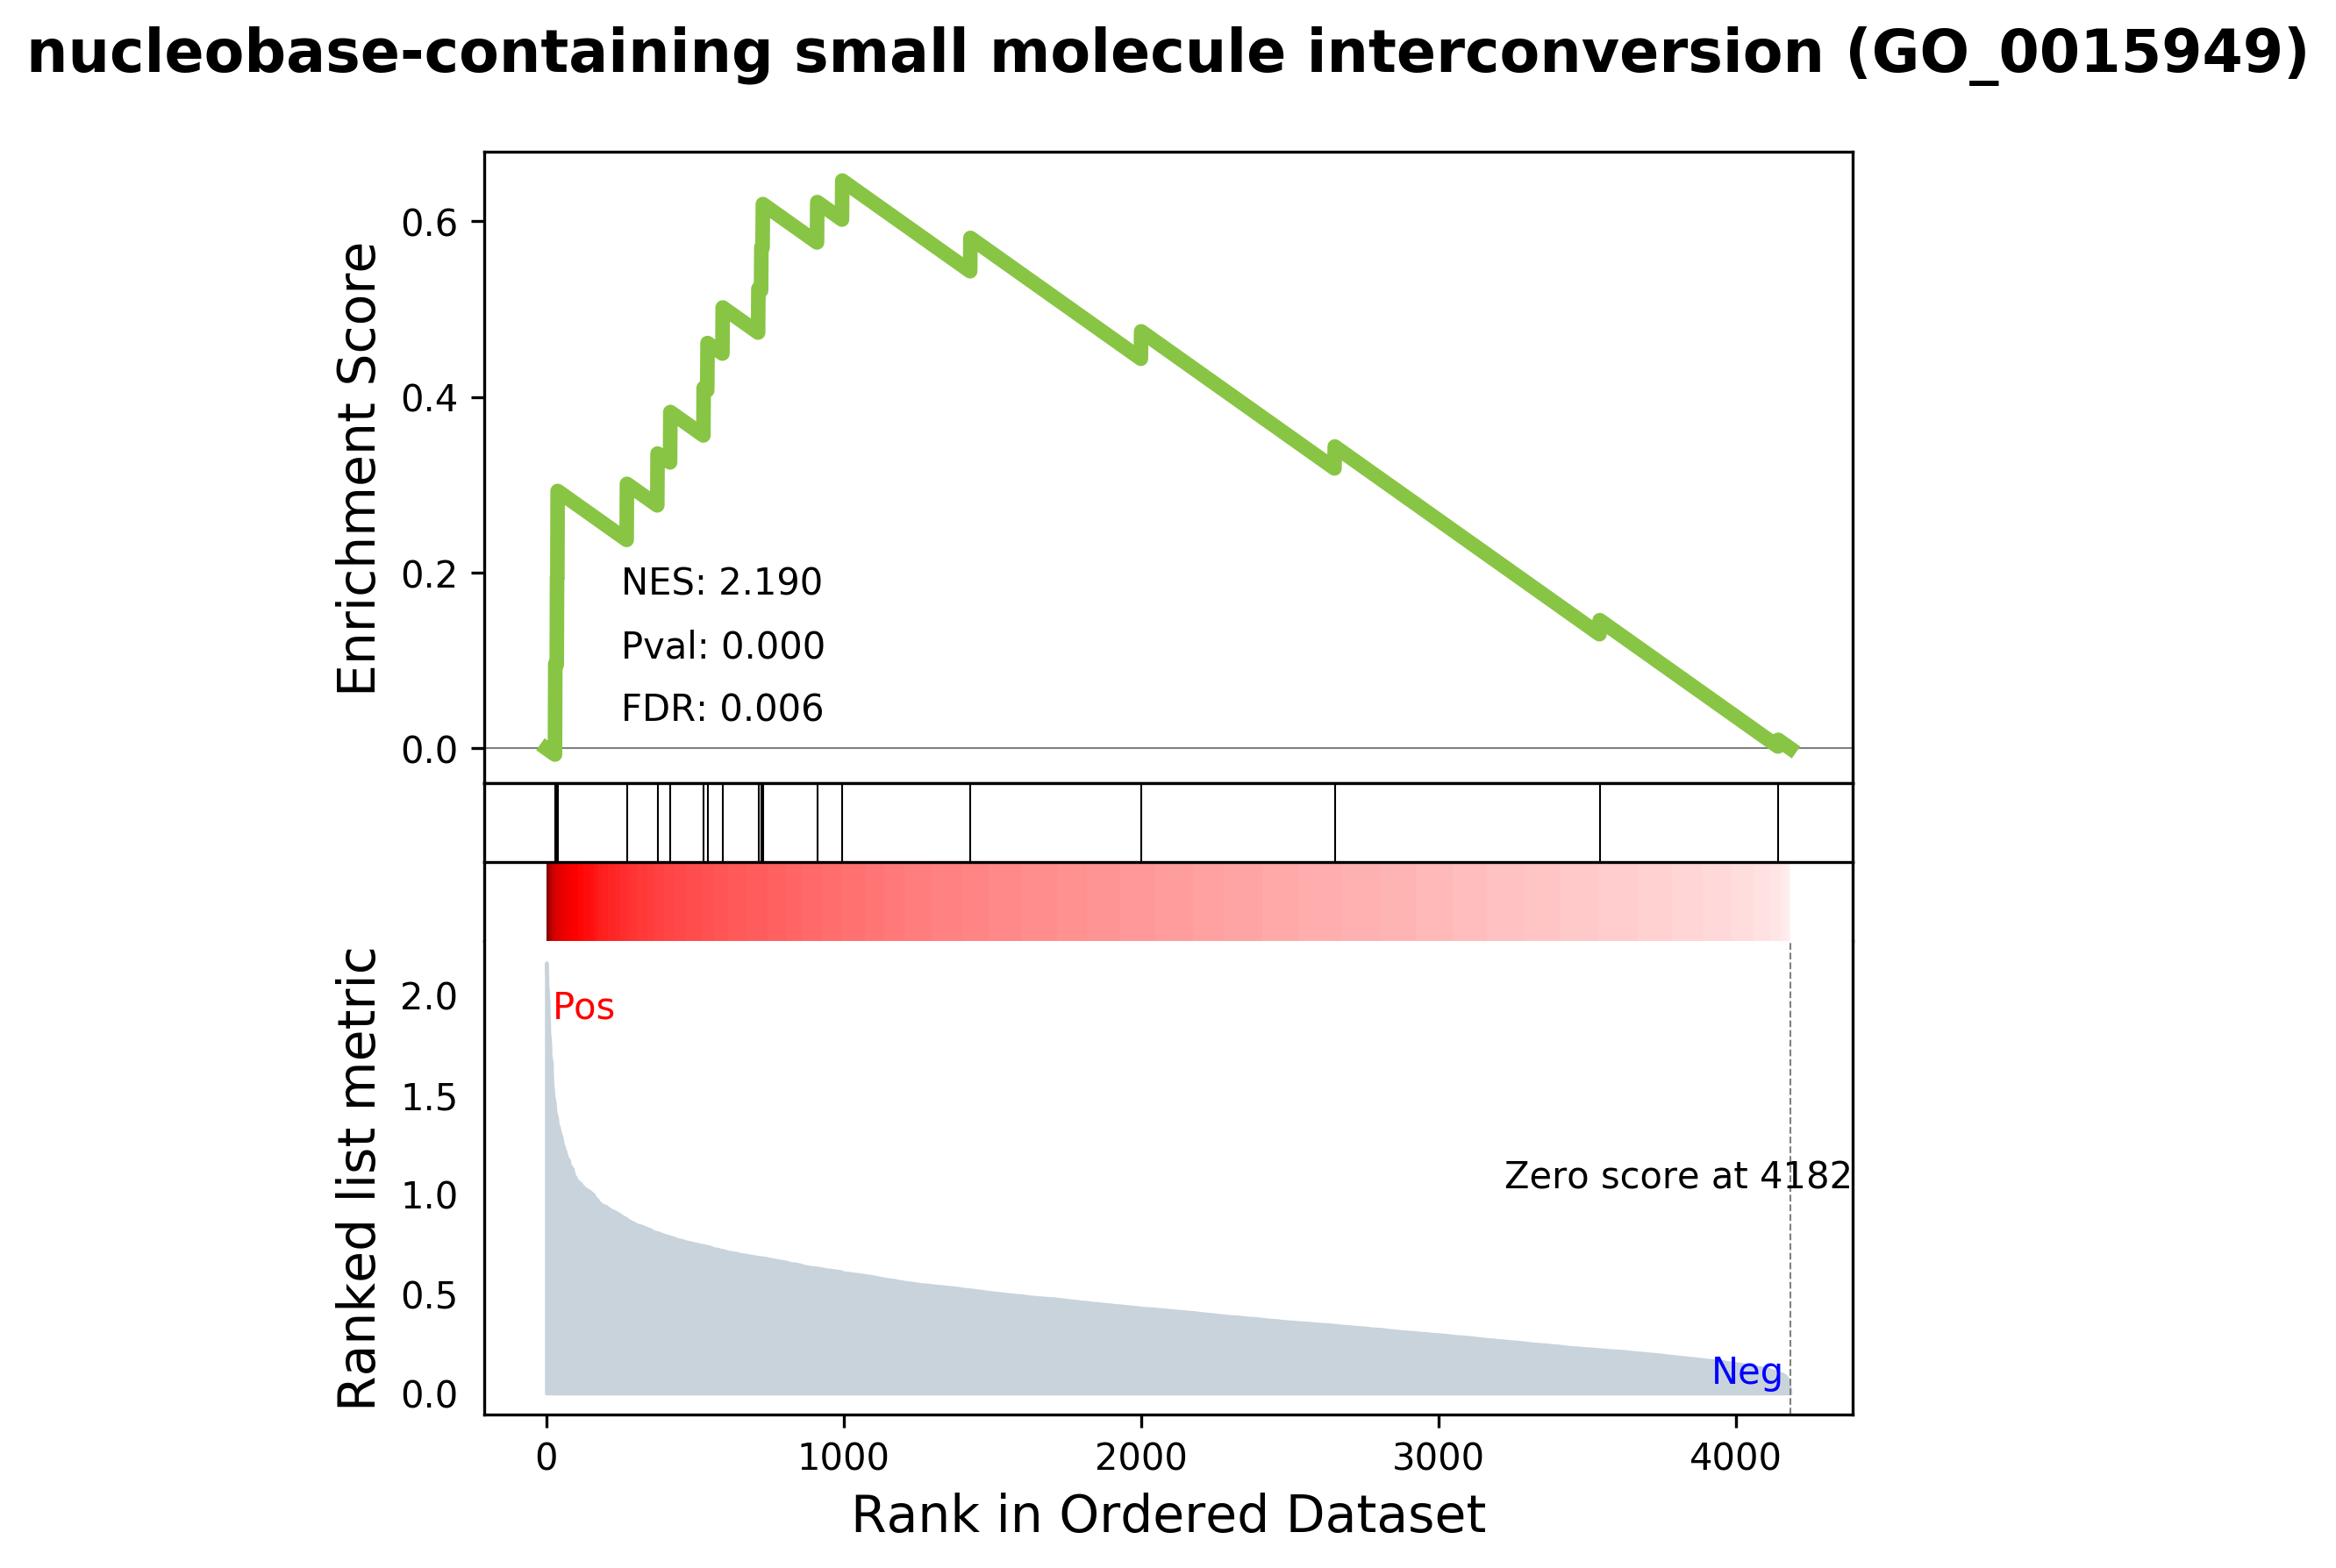 nucleobase-containing small molecule interconversion (GO_0015949)
Enrichment Score
0.6
0.4
0.2
0.0
NES: 2.190
Pval: 0.000
FDR: 0.006
Ranked list metric
2.0
1.5
1.0
0.5
0.0
Pos
Zero score at 4182
Neg
0 1000 2000 3000 4000
Rank in Ordered Dataset